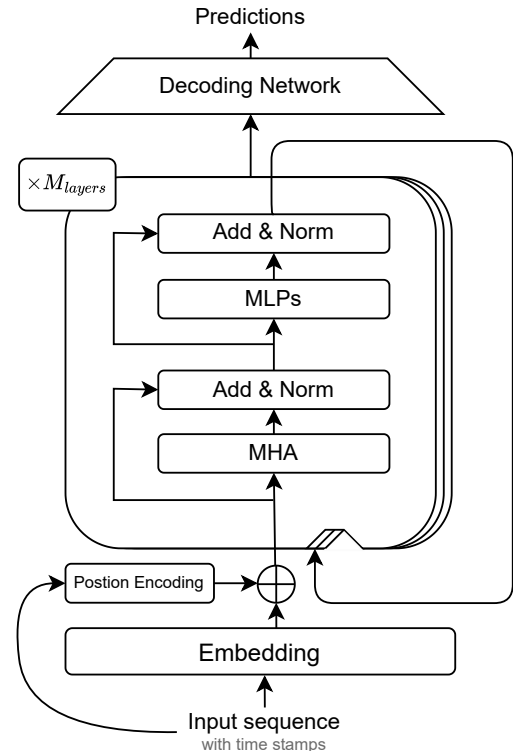 Predictions
Decoding Network
×M_layers
Add & Norm
MLPs
Add & Norm
MHA
Postion Encoding
Embedding
Input sequence
with time stamps